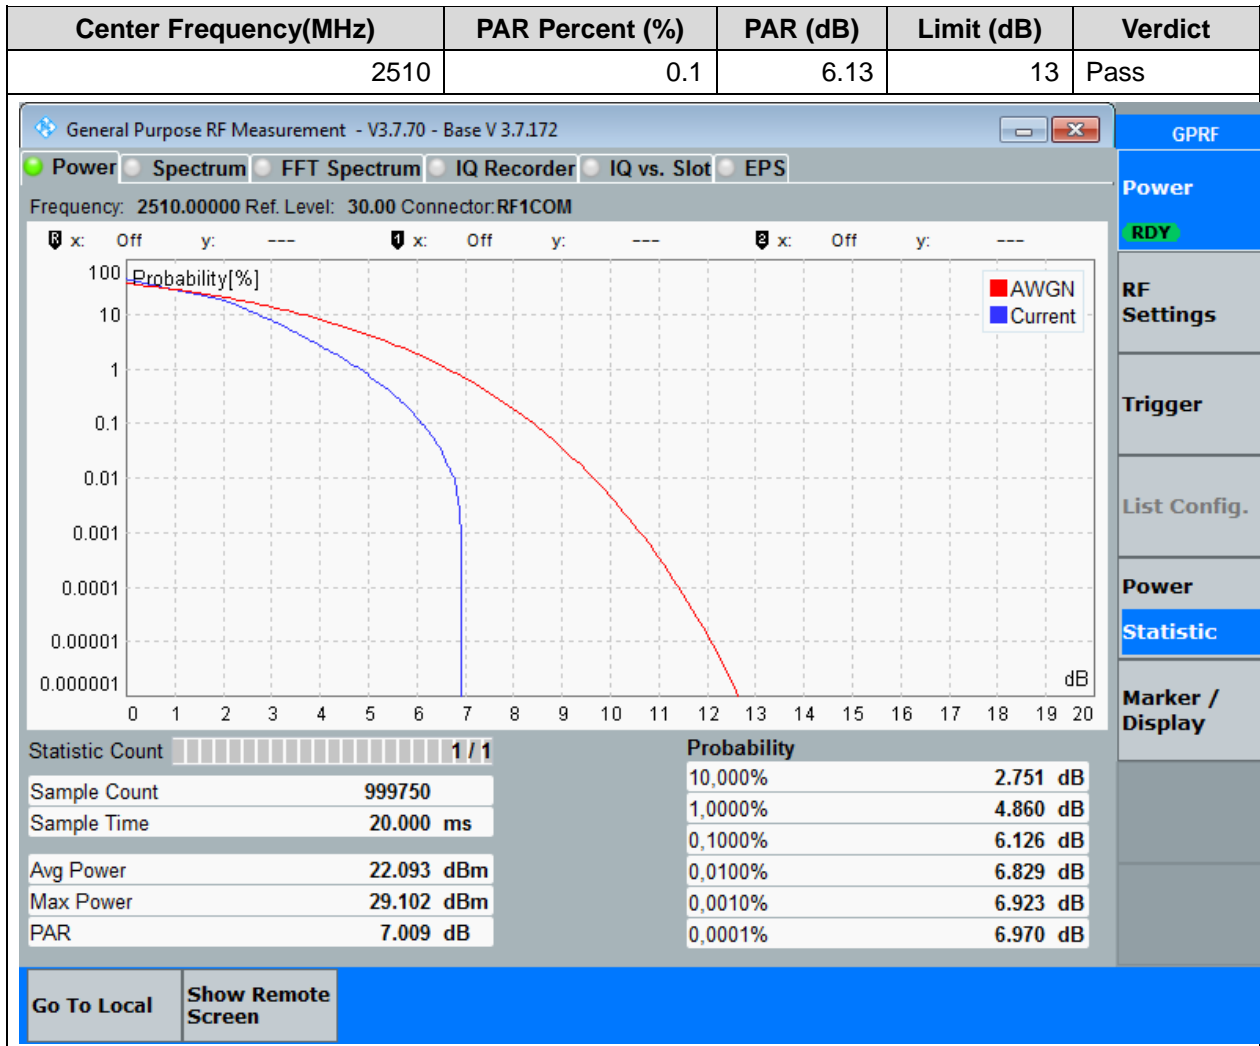 Center Frequency(MHz) PAR Percent (%) PAR (dB) Limit (dB) Verdict
2510 0.1 6.13 13 Pass
General Purpose RF Measurement - V3.7.70 - Base V 3.7.172
GPRF
Power Spectrum FFT Spectrum IQ Recorder IQ vs. Slot EPS
Power
RDY
Frequency: 2510.00000 Ref. Level: 30.00 Connector:RF1COM
R x: Off y: --- 1 x: Off y: --- 2 x: Off y: ---
Probability[%]
AWGN
Current
100
10
1
0.1
0.01
0.001
0.0001
0.00001
0.000001
dB
0 1 2 3 4 5 6 7 8 9 10 11 12 13 14 15 16 17 18 19 20
RF
Settings
Trigger
List Config.
Power
Statistic
Marker /
Display
Statistic Count 1 / 1
Sample Count 999750
Sample Time 20.000 ms
Avg Power 22.093 dBm
Max Power 29.102 dBm
PAR 7.009 dB
Probability
10,000% 2.751 dB
1,0000% 4.860 dB
0,1000% 6.126 dB
0,0100% 6.829 dB
0,0010% 6.923 dB
0,0001% 6.970 dB
Go To Local
Show Remote
Screen